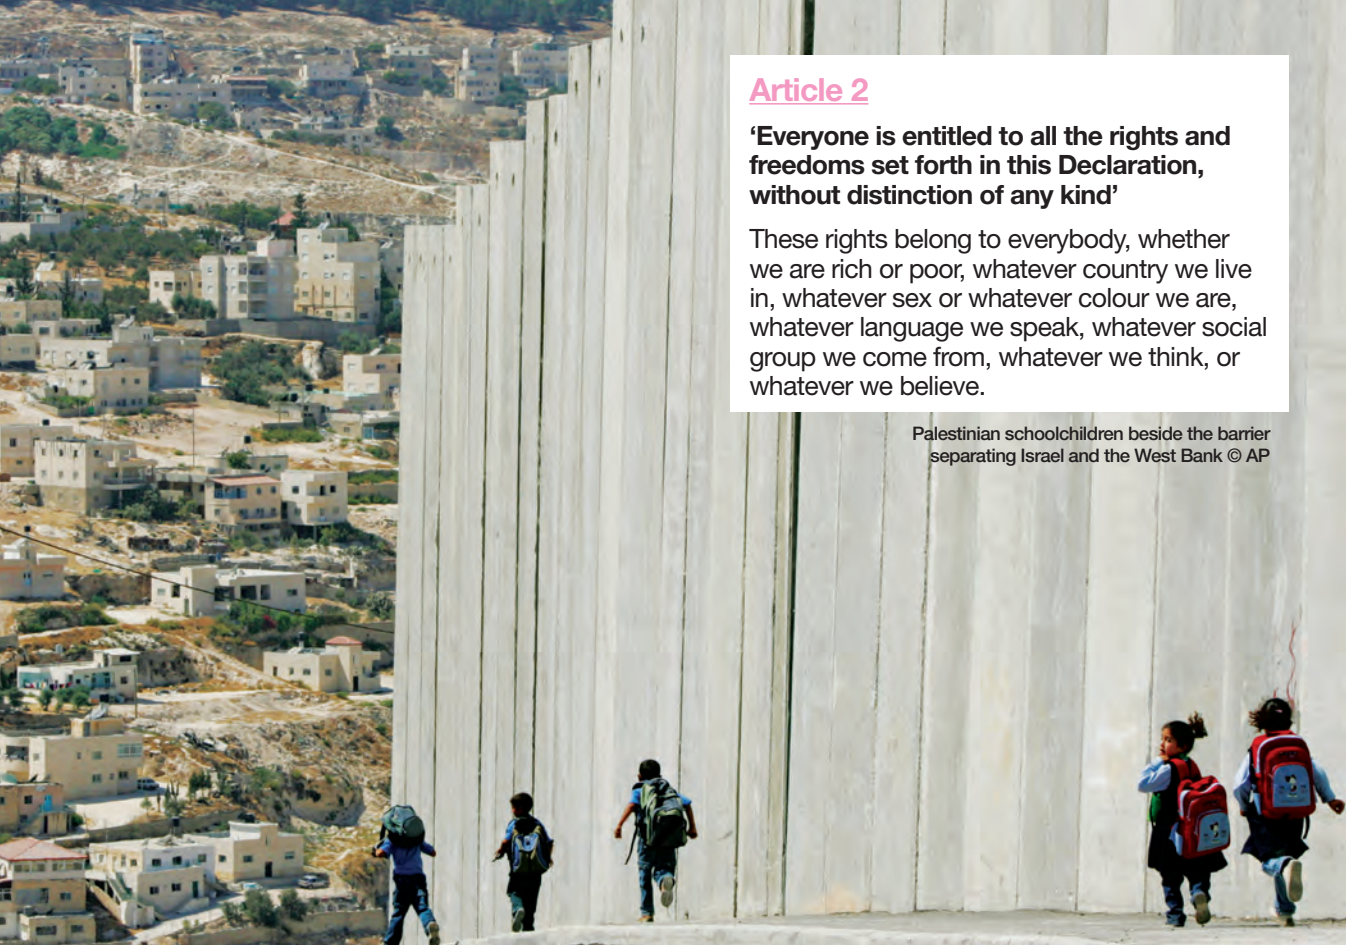 Article 2
‘Everyone is entitled to all the rights and
freedoms set forth in this Declaration,
without distinction of any kind’
These rights belong to everybody, whether
we are rich or poor, whatever country we live
in, whatever sex or whatever colour we are,
whatever language we speak, whatever social
group we come from, whatever we think, or
whatever we believe.
Palestinian schoolchildren beside the barrier
separating Israel and the West Bank © AP